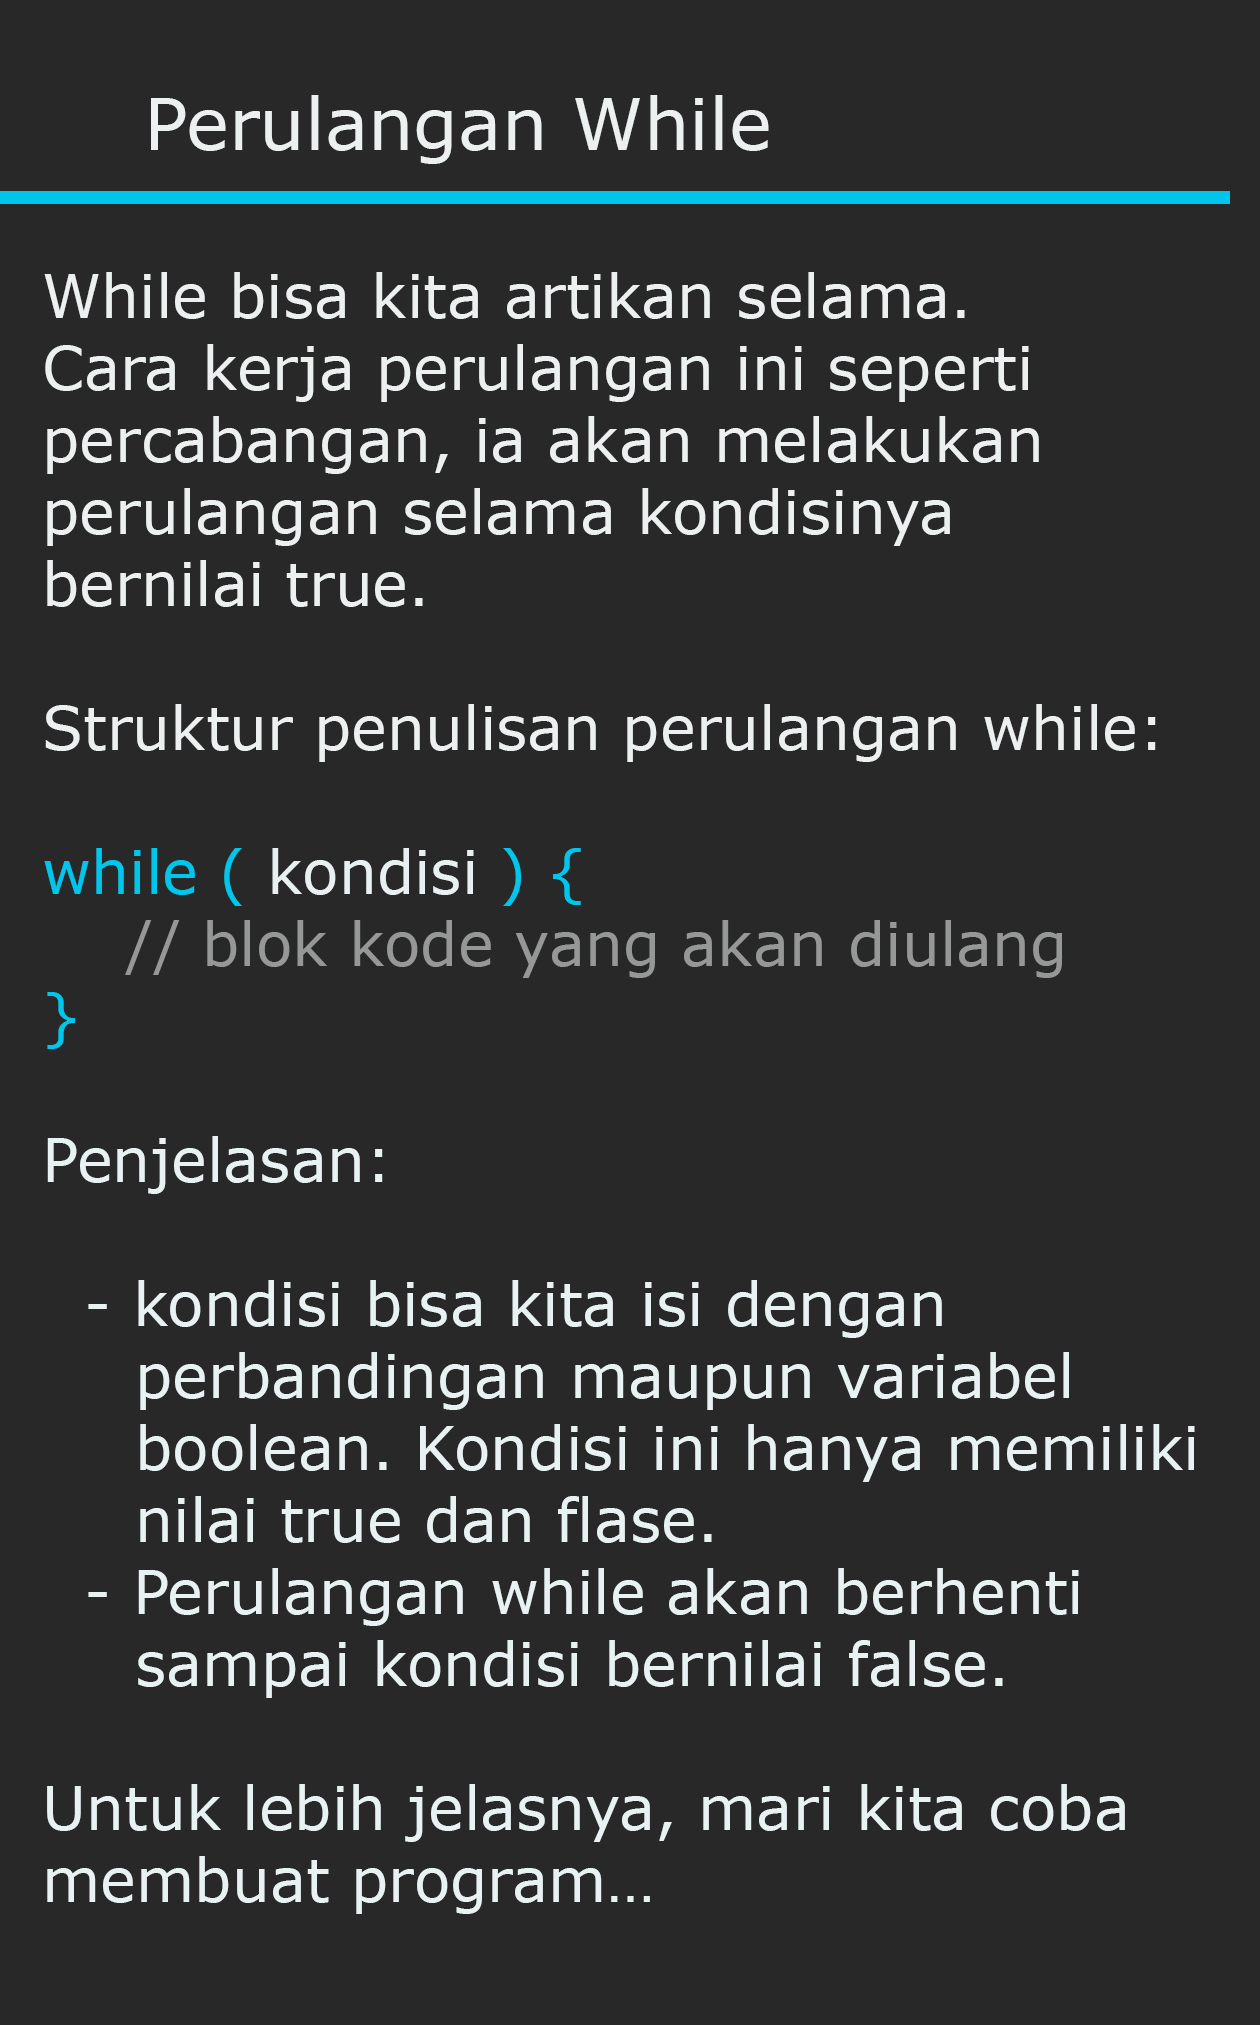 Perulangan While
While bisa kita artikan selama.
Cara kerja perulangan ini seperti
percabangan, ia akan melakukan
perulangan selama kondisinya
bernilai true.
Struktur penulisan perulangan while:
while ( kondisi ) {
// blok kode yang akan diulang
}
Penjelasan:
- kondisi bisa kita isi dengan
perbandingan maupun variabel
boolean. Kondisi ini hanya memiliki
nilai true dan flase.
- Perulangan while akan berhenti
sampai kondisi bernilai false.
Untuk lebih jelasnya, mari kita coba
membuat program...